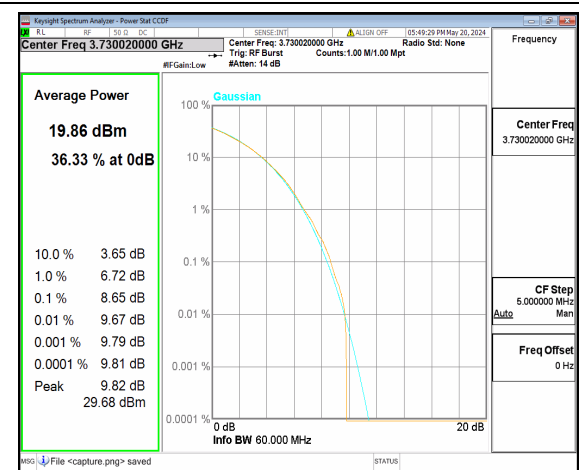 Keysight Spectrum Analyzer - Power Stat CCDF
RL RF 50 Ω DC SENSE:INT ALIGN OFF 05:49:29 PM May 20, 2024
Center Freq 3.730020000 GHz
Center Freq: 3.730020000 GHz Radio Std: None
Trig: RF Burst Counts:1.00 M/1.00 Mpt
#IFGain:Low #Atten: 14 dB
Frequency
Average Power
19.86 dBm
36.33 % at 0dB
10.0 % 3.65 dB
1.0 % 6.72 dB
0.1 % 8.65 dB
0.01 % 9.67 dB
0.001 % 9.79 dB
0.0001 % 9.81 dB
Peak 9.82 dB
29.68 dBm
Gaussian
100 %
10 %
1 %
0.1 %
0.01 %
0.001 %
0.0001 %
0 dB 20 dB
Info BW 60.000 MHz
Center Freq
3.730020000 GHz
CF Step
5.000000 MHz
Auto Man
Freq Offset
0 Hz
MSG File <capture.png> saved STATUS